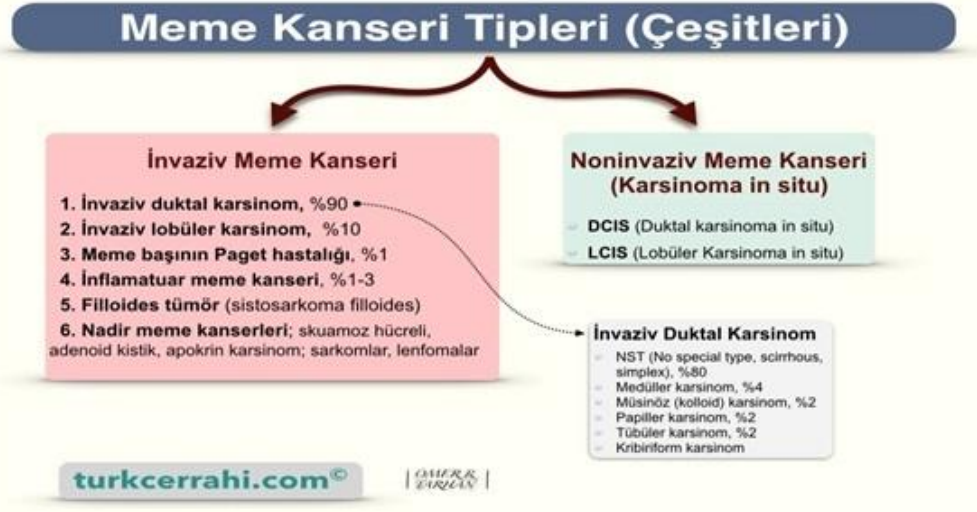 Meme Kanseri Tipleri (Çeşitleri)
İnvaziv Meme Kanseri
1. İnvaziv duktal karsinom, %90
2. İnvaziv lobüler karsinom, %10
3. Meme başının Paget hastalığı, %1
4. İnflamatuar meme kanseri, %1-3
5. Filloides tümör (sistosarkoma filloides)
6. Nadir meme kanserleri; skuamoz hücreli,
adenoid kistik, apokrin karsinom; sarkomlar, lenfomalar
Noninvaziv Meme Kanseri
(Karsinoma in situ)
DCIS (Duktal karsinoma in situ)
LCIS (Lobüler Karsinoma in situ)
İnvaziv Duktal Karsinom
NST (No special type, scirrhous,
simplex), %80
Medüller karsinom, %4
Müsinöz (kolloid) karsinom, %2
Papiller karsinom, %2
Tübüler karsinom, %2
Kribiriform karsinom
turkcerrahi.com©
| OMER R.
TARHAN |